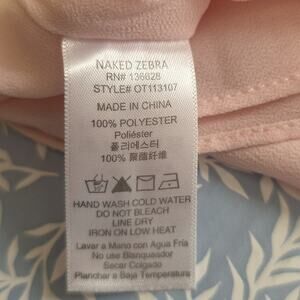 NAKED ZEBRA
RN# 136628
STYLE# OT113107
MADE IN CHINA
100% POLYESTER
Poliéster
폴리에스터
100% 聚酯纤维
HAND WASH COLD WATER
DO NOT BLEACH
LINE DRY
IRON ON LOW HEAT
Lavar a Mano con Agua Fría
No use Blanqueador
Secar Colgado
Planchar a Baja Temperatura